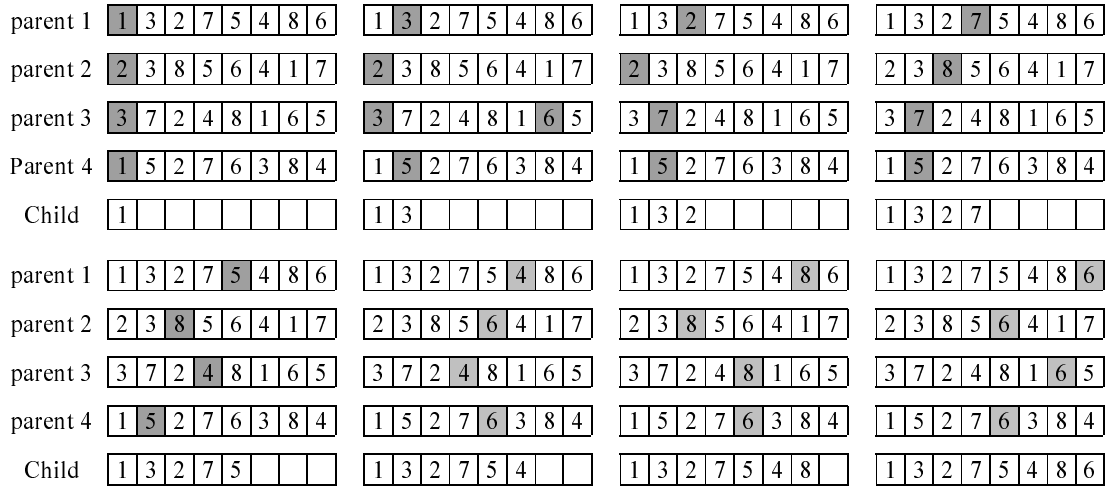 parent 1 1 3 2 7 5 4 8 6 1 3 2 7 5 4 8 6 1 3 2 7 5 4 8 6 1 3 2 7 5 4 8 6
parent 2 2 3 8 5 6 4 1 7 2 3 8 5 6 4 1 7 2 3 8 5 6 4 1 7 2 3 8 5 6 4 1 7
parent 3 3 7 2 4 8 1 6 5 3 7 2 4 8 1 6 5 3 7 2 4 8 1 6 5 3 7 2 4 8 1 6 5
Parent 4 1 5 2 7 6 3 8 4 1 5 2 7 6 3 8 4 1 5 2 7 6 3 8 4 1 5 2 7 6 3 8 4
Child 1 1 3 1 3 2 1 3 2 7
parent 1 1 3 2 7 5 4 8 6 1 3 2 7 5 4 8 6 1 3 2 7 5 4 8 6 1 3 2 7 5 4 8 6
parent 2 2 3 8 5 6 4 1 7 2 3 8 5 6 4 1 7 2 3 8 5 6 4 1 7 2 3 8 5 6 4 1 7
parent 3 3 7 2 4 8 1 6 5 3 7 2 4 8 1 6 5 3 7 2 4 8 1 6 5 3 7 2 4 8 1 6 5
parent 4 1 5 2 7 6 3 8 4 1 5 2 7 6 3 8 4 1 5 2 7 6 3 8 4 1 5 2 7 6 3 8 4
Child 1 3 2 7 5 1 3 2 7 5 4 1 3 2 7 5 4 8 1 3 2 7 5 4 8 6